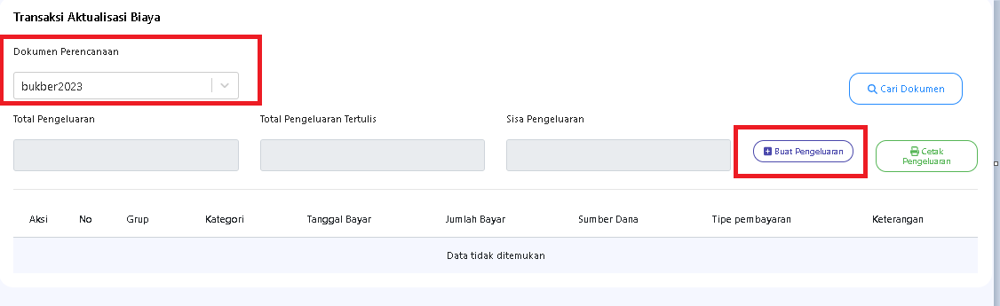 Transaksi Aktualisasi Biaya
Dokumen Perencanaan
bukber2023
Cari Dokumen
Total Pengeluaran
Total Pengeluaran Tertulis
Sisa Pengeluaran
Buat Pengeluaran
Cetak
Pengeluaran
Aksi No Grup Kategori Tanggal Bayar Jumlah Bayar Sumber Dana Tipe pembayaran Keterangan
Data tidak ditemukan